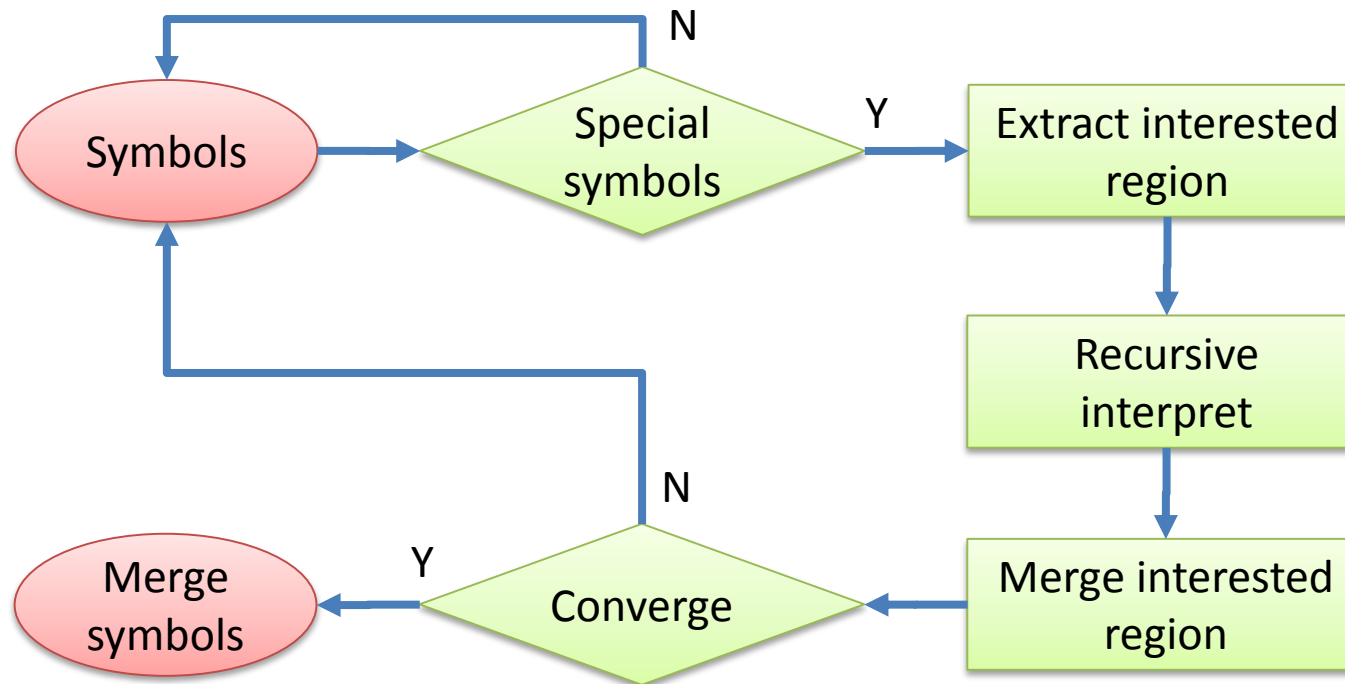 N
Symbols
Special
symbols
Y
Extract interested
region
Recursive
interpret
N
Merge
symbols
Y
Converge
Merge interested
region